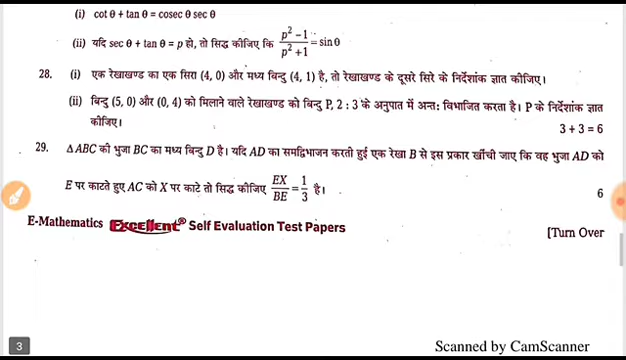 (i) cot θ + tan θ = cosec θ sec θ
(ii) यदि sec θ + tan θ = p हो, तो सिद्ध कीजिए कि (p² − 1)/(p² + 1) = sin θ
28. (i) एक रेखाखण्ड का एक सिरा (4, 0) और मध्य बिन्दु (4, 1) है, तो रेखाखण्ड के दूसरे सिरे के निर्देशांक ज्ञात कीजिए।
(ii) बिन्दु (5, 0) और (0, 4) को मिलाने वाले रेखाखण्ड को बिन्दु P, 2 : 3 के अनुपात में अन्तः विभाजित करता है। P के निर्देशांक ज्ञात
कीजिए।
3 + 3 = 6
29. Δ ABC की भुजा BC का मध्य बिन्दु D है। यदि AD का समद्विभाजन करती हुई एक रेखा B से इस प्रकार खींची जाए कि वह भुजा AD को
E पर काटते हुए AC को X पर काटे तो सिद्ध कीजिए EX/BE = 1/3 है।
6
E-Mathematics Excellent® Self Evaluation Test Papers
[Turn Over
3
Scanned by CamScanner